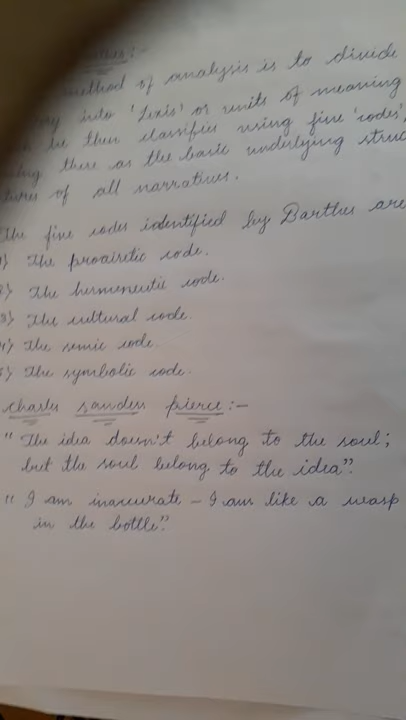 :-
method of analysis is to divide
into 'Lexis' or units of meaning
be then classifies using five 'codes',
these as the basic underlying struc
of all narratives.
The five codes identified by Barthes are
1) The proairetic code.
2) The hermeneutic code.
3) The cultural code.
4) The semic code.
5) The symbolic code.
Charles sanders pierce :-
"The idea doesn't belong to the soul;
but the soul belong to the idea".
"I am inaccurate - I am like a wasp
in the bottle".